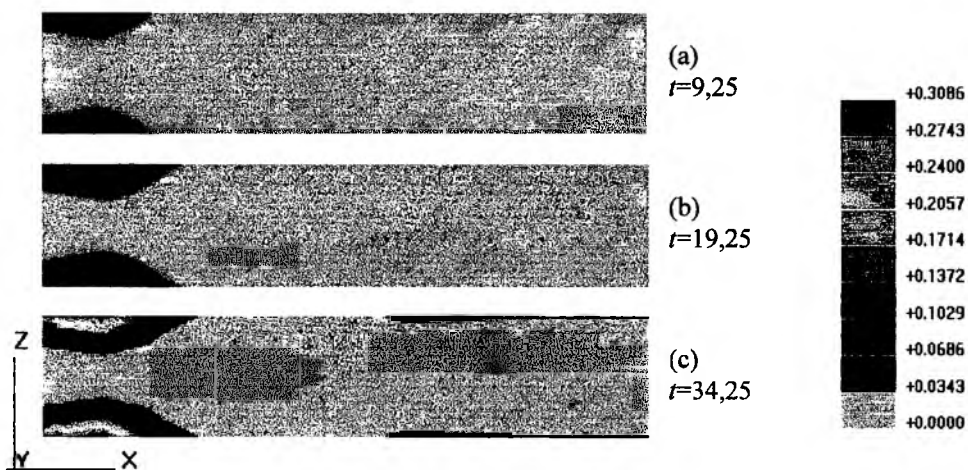 (a)
t=9,25
(b)
t=19,25
(c)
t=34,25
Z
Y
X
+0.3086
+0.2743
+0.2400
+0.2057
+0.1714
+0.1372
+0.1029
+0.0686
+0.0343
+0.0000